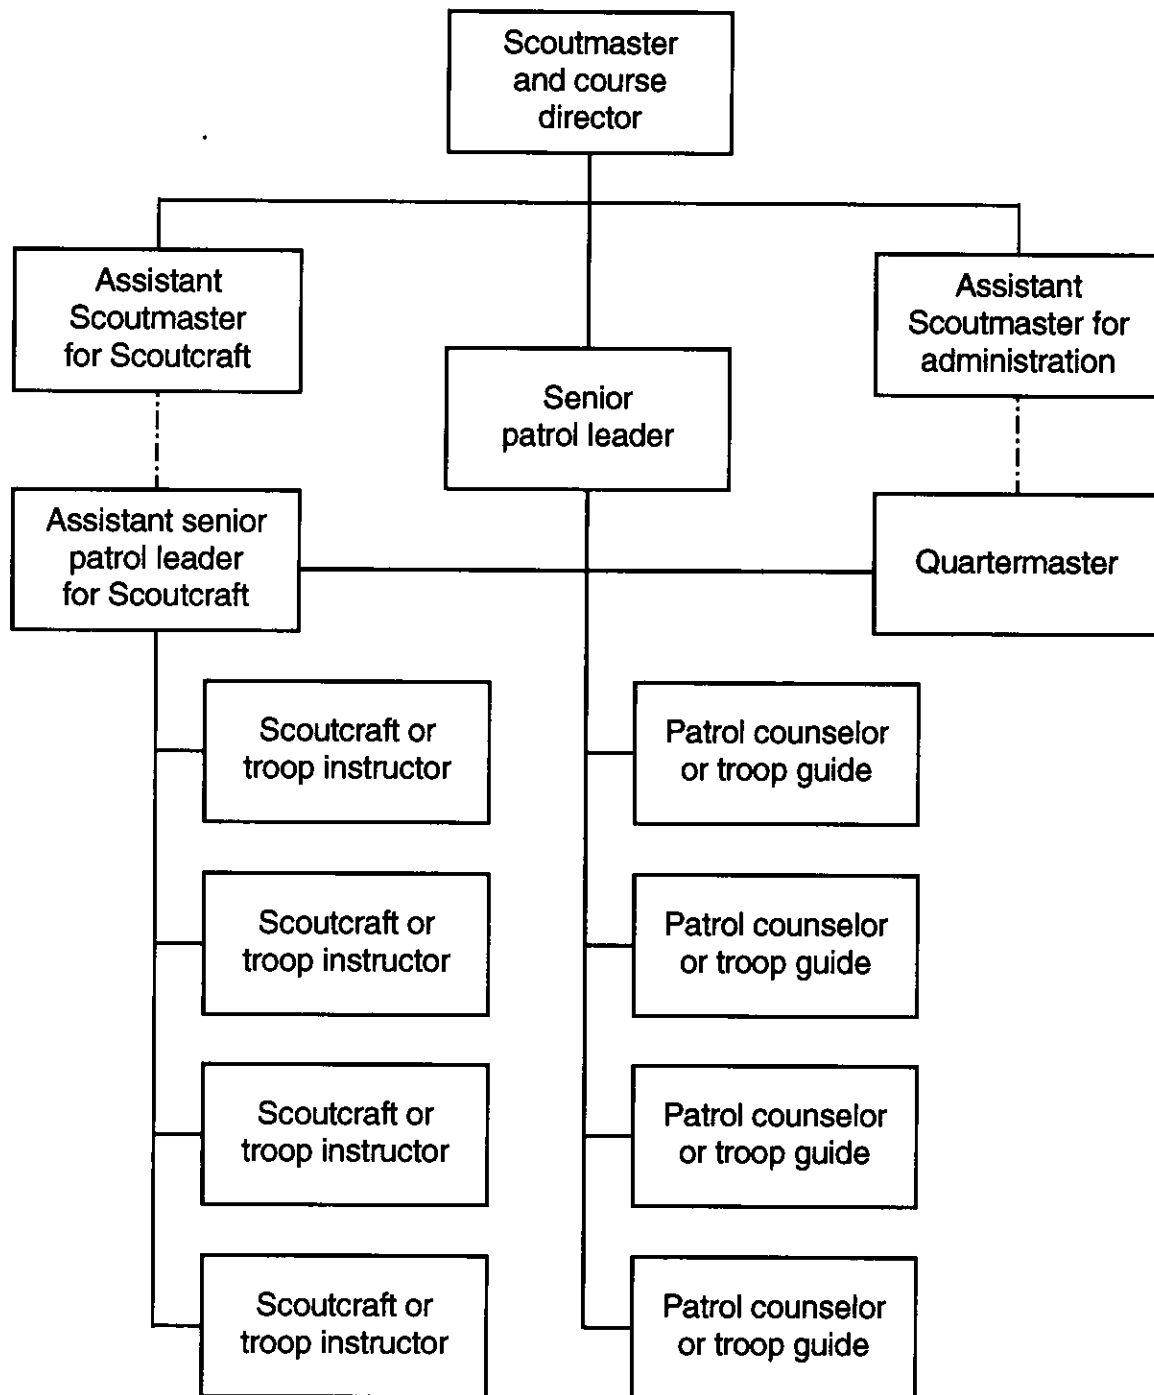 Scoutmaster
and course
director
Assistant
Scoutmaster
for Scoutcraft
Senior
patrol leader
Assistant
Scoutmaster for
administration
Assistant senior
patrol leader
for Scoutcraft
Quartermaster
Scoutcraft or
troop instructor
Patrol counselor
or troop guide
Scoutcraft or
troop instructor
Patrol counselor
or troop guide
Scoutcraft or
troop instructor
Patrol counselor
or troop guide
Scoutcraft or
troop instructor
Patrol counselor
or troop guide